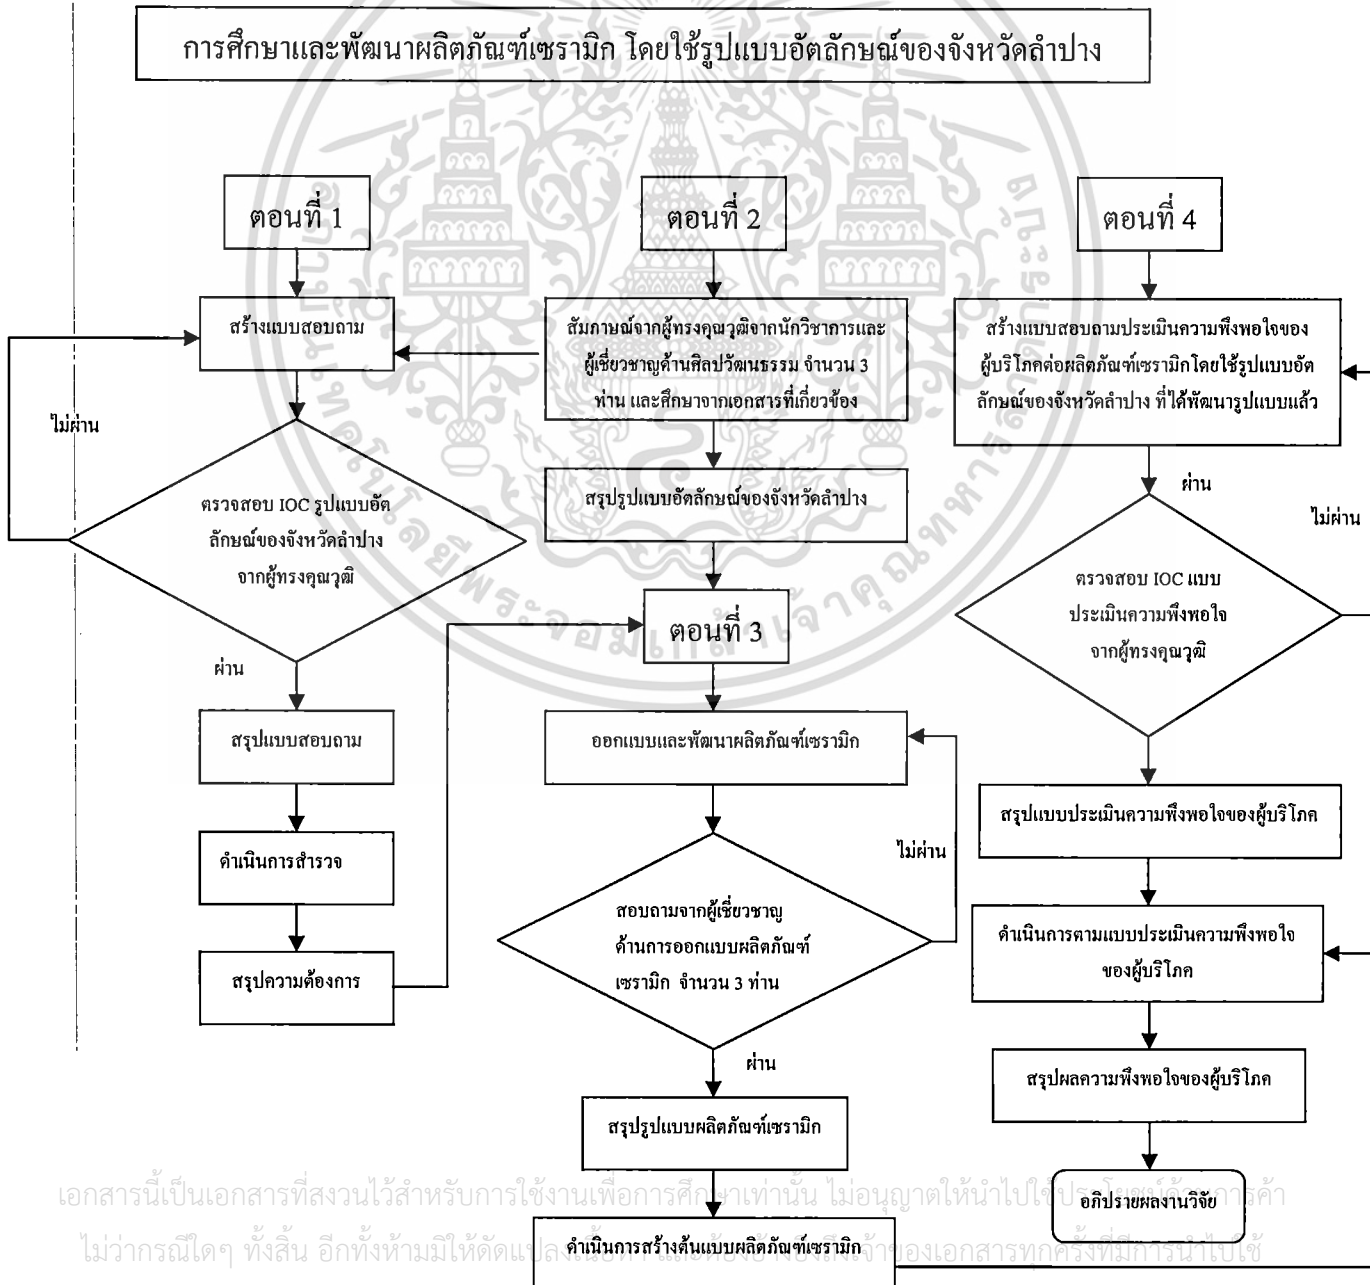 การศึกษาและพัฒนาผลิตภัณฑ์เซรามิก โดยใช้รูปแบบอัตลักษณ์ของจังหวัดลำปาง
ตอนที่ 1
สร้างแบบสอบถาม
ไม่ผ่าน
ตรวจสอบ IOC รูปแบบอัต
ลักษณ์ของจังหวัดลำปาง
จากผู้ทรงคุณวุฒิ
ผ่าน
สรุปแบบสอบถาม
ดำเนินการสำรวจ
สรุปความต้องการ
ตอนที่ 2
สัมภาษณ์จากผู้ทรงคุณวุฒิจากนักวิชาการและ
ผู้เชี่ยวชาญด้านศิลปวัฒนธรรม จำนวน 3
ท่าน และศึกษาจากเอกสารที่เกี่ยวข้อง
สรุปรูปแบบอัตลักษณ์ของจังหวัดลำปาง
ตอนที่ 3
ออกแบบและพัฒนาผลิตภัณฑ์เซรามิก
ไม่ผ่าน
สอบถามจากผู้เชี่ยวชาญ
ด้านการออกแบบผลิตภัณฑ์
เซรามิก จำนวน 3 ท่าน
ผ่าน
สรุปรูปแบบผลิตภัณฑ์เซรามิก
ดำเนินการสร้างต้นแบบผลิตภัณฑ์เซรามิก
ตอนที่ 4
สร้างแบบสอบถามประเมินความพึงพอใจของ
ผู้บริโภคต่อผลิตภัณฑ์เซรามิกโดยใช้รูปแบบอัต
ลักษณ์ของจังหวัดลำปาง ที่ได้พัฒนารูปแบบแล้ว
ผ่าน
ไม่ผ่าน
ตรวจสอบ IOC แบบ
ประเมินความพึงพอใจ
จากผู้ทรงคุณวุฒิ
สรุปแบบประเมินความพึงพอใจของผู้บริโภค
ดำเนินการตามแบบประเมินความพึงพอใจ
ของผู้บริโภค
สรุปผลความพึงพอใจของผู้บริโภค
อภิปรายผลงานวิจัย
เอกสารนี้เป็นเอกสารที่สงวนไว้สำหรับการใช้งานเพื่อการศึกษาเท่านั้น ไม่อนุญาตให้นำไปใช้ประโยชน์ด้านการค้า
ไม่ว่ากรณีใดๆ ทั้งสิ้น อีกทั้งห้ามมิให้ดัดแปลงเนื้อหา และต้องอ้างอิงถึงเจ้าของเอกสารทุกครั้งที่มีการนำไปใช้
พระจอมเกล้าเจ้าคุณทหาร